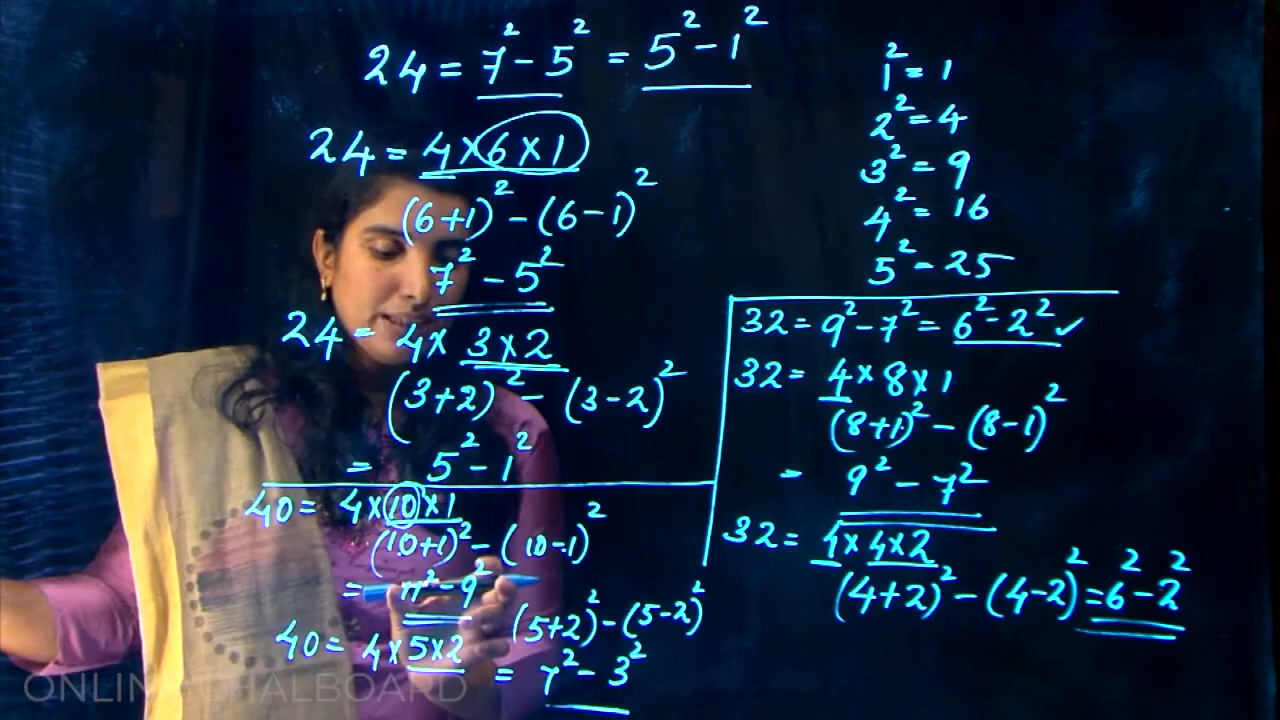 24 = 7² - 5² = 5² - 1²
24 = 4 × 6 × 1
(6+1)² - (6-1)²
7² - 5²
24 = 4 × 3 × 2
(3+2)² - (3-2)²
= 5² - 1²
40 = 4 × 10 × 1
(10+1)² - (10-1)²
= 11² - 9²
40 = 4 × 5 × 2
(5+2)² - (5-2)²
= 7² - 3²
1² = 1
2² = 4
3² = 9
4² = 16
5² = 25
32 = 9² - 7² = 6² - 2² ✓
32 = 4 × 8 × 1
(8+1)² - (8-1)²
= 9² - 7²
32 = 4 × 4 × 2
(4+2)² - (4-2)² = 6² - 2²
ONLINE CHALBOARD